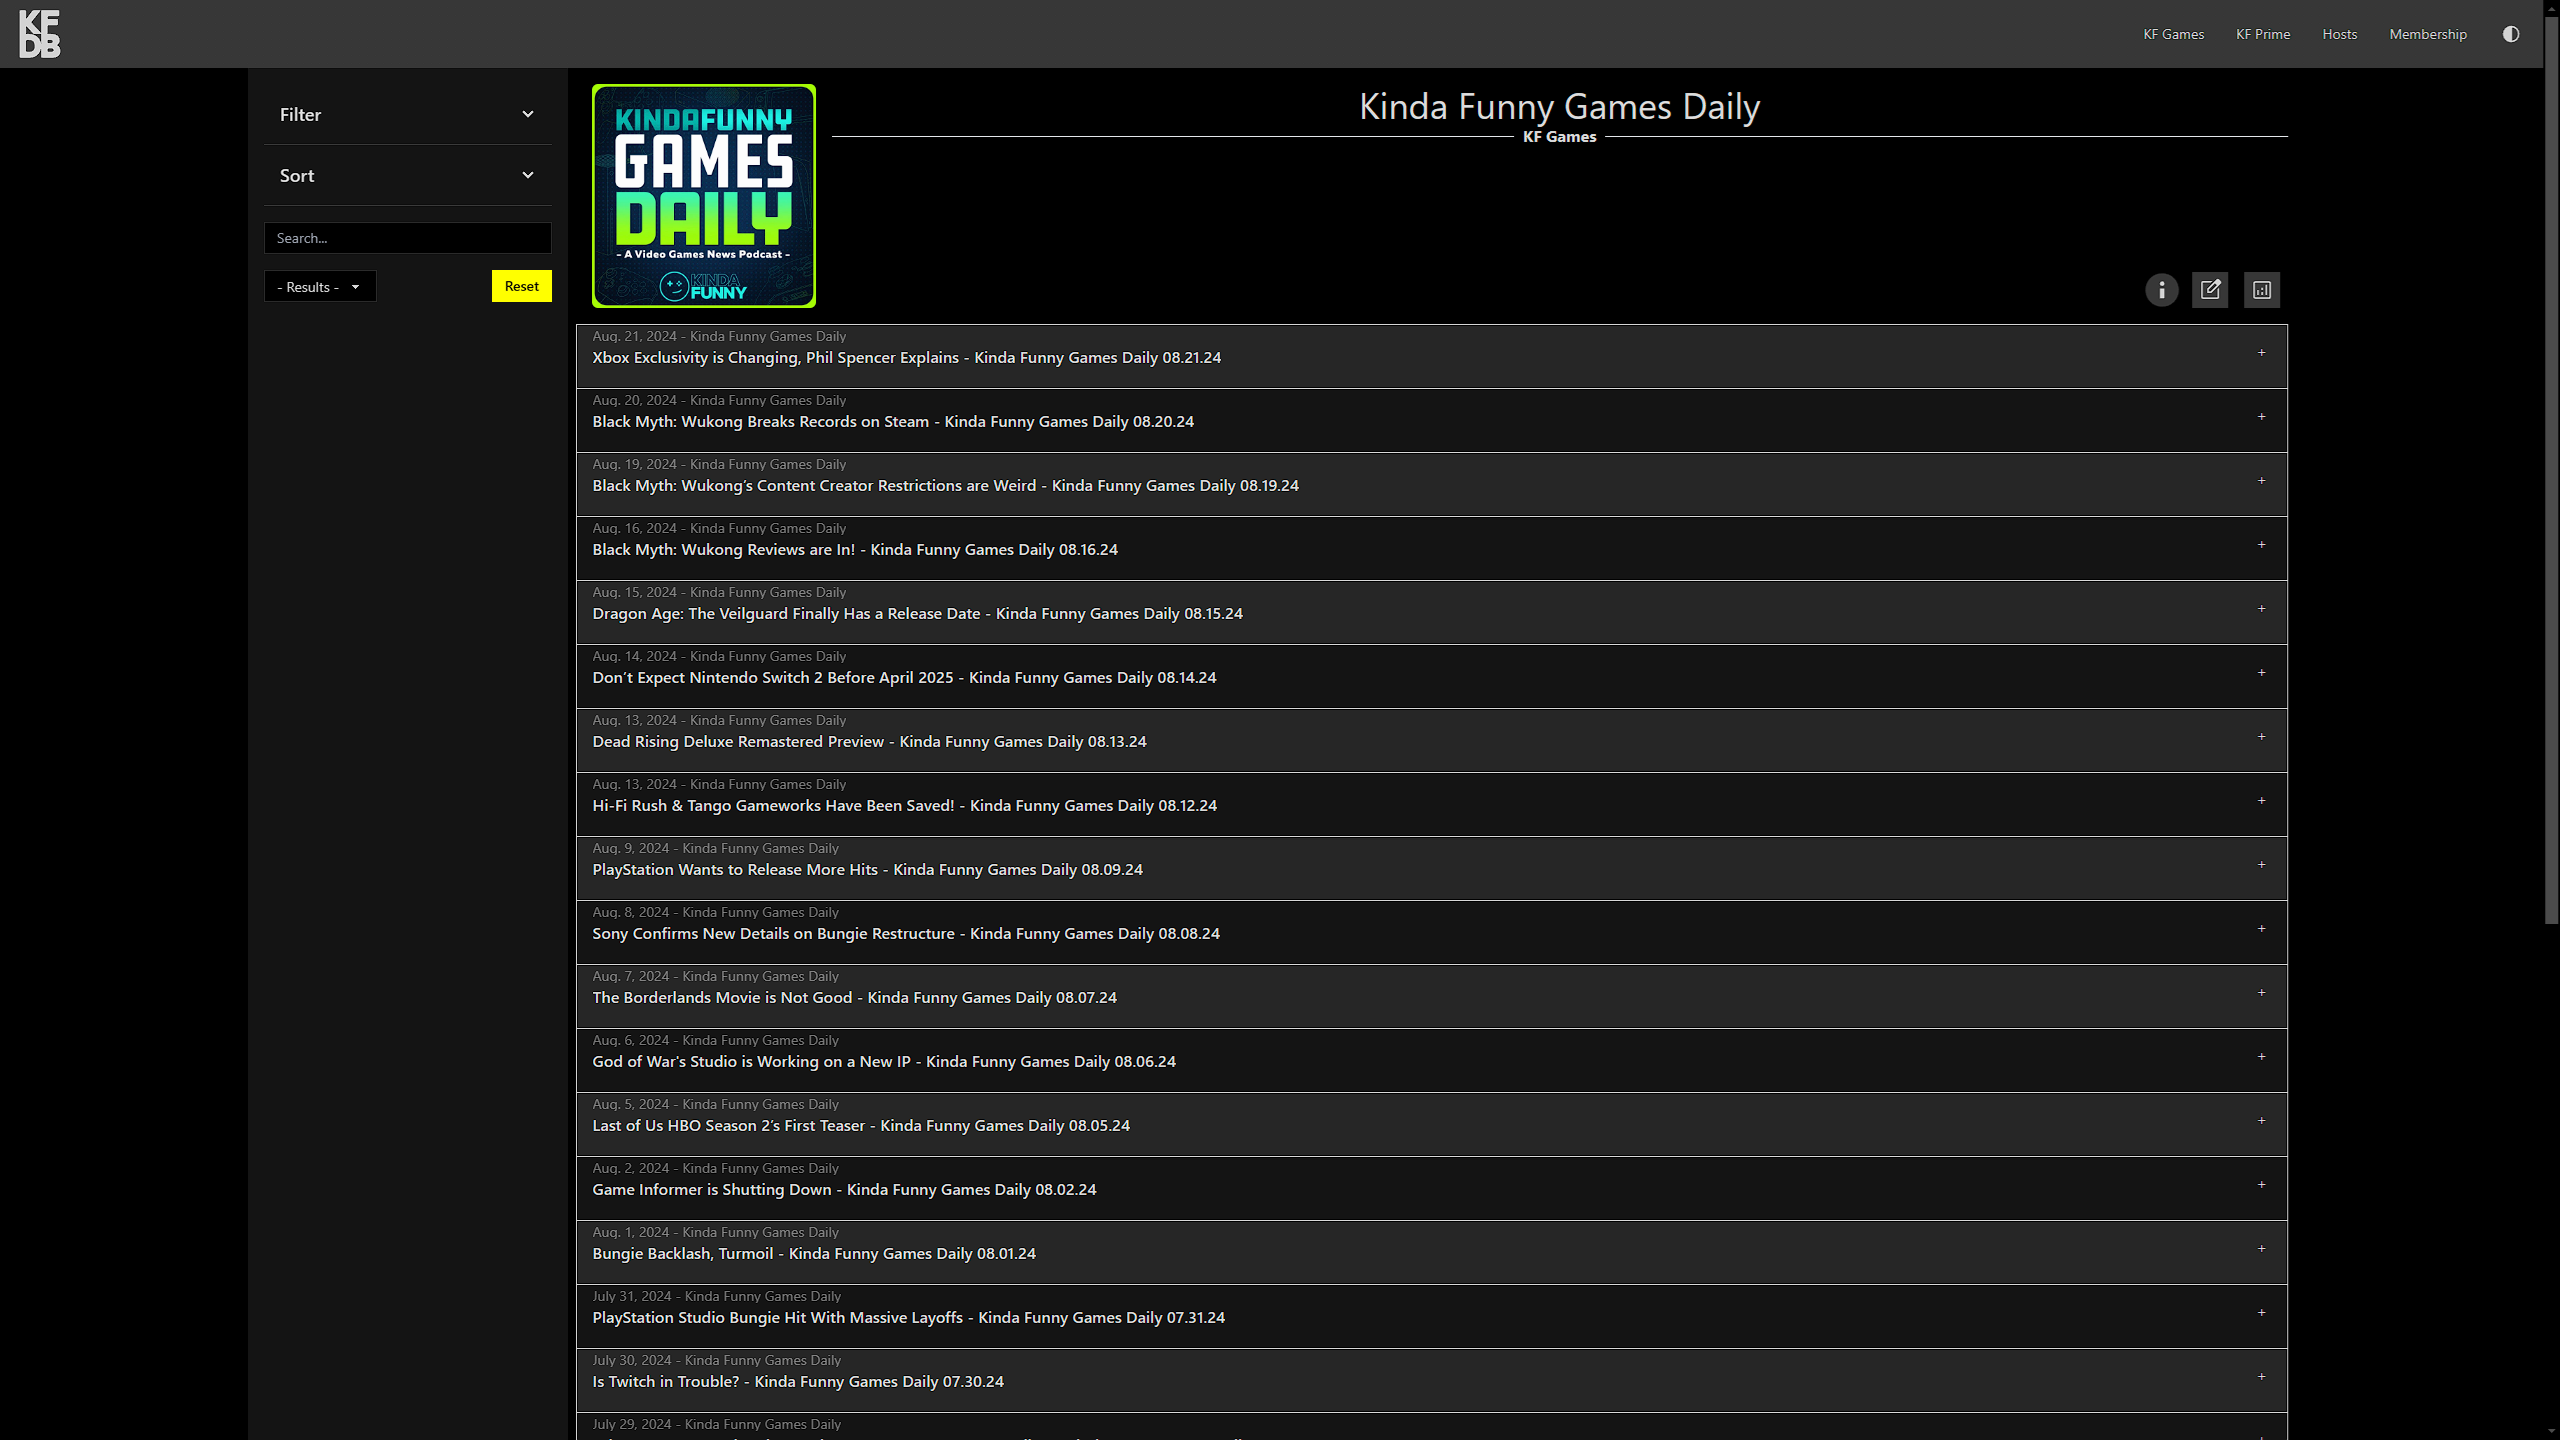 KF
DB
KF Games
KF Prime
Hosts
Membership
Filter
Sort
Search...
- Results -
Reset
KINDAFUNNY
GAMES
DAILY
- A Video Games News Podcast -
KINDA
FUNNY
Kinda Funny Games Daily
KF Games
Aug. 21, 2024 - Kinda Funny Games Daily
Xbox Exclusivity is Changing, Phil Spencer Explains - Kinda Funny Games Daily 08.21.24
+
Aug. 20, 2024 - Kinda Funny Games Daily
Black Myth: Wukong Breaks Records on Steam - Kinda Funny Games Daily 08.20.24
+
Aug. 19, 2024 - Kinda Funny Games Daily
Black Myth: Wukong’s Content Creator Restrictions are Weird - Kinda Funny Games Daily 08.19.24
+
Aug. 16, 2024 - Kinda Funny Games Daily
Black Myth: Wukong Reviews are In! - Kinda Funny Games Daily 08.16.24
+
Aug. 15, 2024 - Kinda Funny Games Daily
Dragon Age: The Veilguard Finally Has a Release Date - Kinda Funny Games Daily 08.15.24
+
Aug. 14, 2024 - Kinda Funny Games Daily
Don’t Expect Nintendo Switch 2 Before April 2025 - Kinda Funny Games Daily 08.14.24
+
Aug. 13, 2024 - Kinda Funny Games Daily
Dead Rising Deluxe Remastered Preview - Kinda Funny Games Daily 08.13.24
+
Aug. 13, 2024 - Kinda Funny Games Daily
Hi-Fi Rush & Tango Gameworks Have Been Saved! - Kinda Funny Games Daily 08.12.24
+
Aug. 9, 2024 - Kinda Funny Games Daily
PlayStation Wants to Release More Hits - Kinda Funny Games Daily 08.09.24
+
Aug. 8, 2024 - Kinda Funny Games Daily
Sony Confirms New Details on Bungie Restructure - Kinda Funny Games Daily 08.08.24
+
Aug. 7, 2024 - Kinda Funny Games Daily
The Borderlands Movie is Not Good - Kinda Funny Games Daily 08.07.24
+
Aug. 6, 2024 - Kinda Funny Games Daily
God of War's Studio is Working on a New IP - Kinda Funny Games Daily 08.06.24
+
Aug. 5, 2024 - Kinda Funny Games Daily
Last of Us HBO Season 2’s First Teaser - Kinda Funny Games Daily 08.05.24
+
Aug. 2, 2024 - Kinda Funny Games Daily
Game Informer is Shutting Down - Kinda Funny Games Daily 08.02.24
+
Aug. 1, 2024 - Kinda Funny Games Daily
Bungie Backlash, Turmoil - Kinda Funny Games Daily 08.01.24
+
July 31, 2024 - Kinda Funny Games Daily
PlayStation Studio Bungie Hit With Massive Layoffs - Kinda Funny Games Daily 07.31.24
+
July 30, 2024 - Kinda Funny Games Daily
Is Twitch in Trouble? - Kinda Funny Games Daily 07.30.24
+
July 29, 2024 - Kinda Funny Games Daily